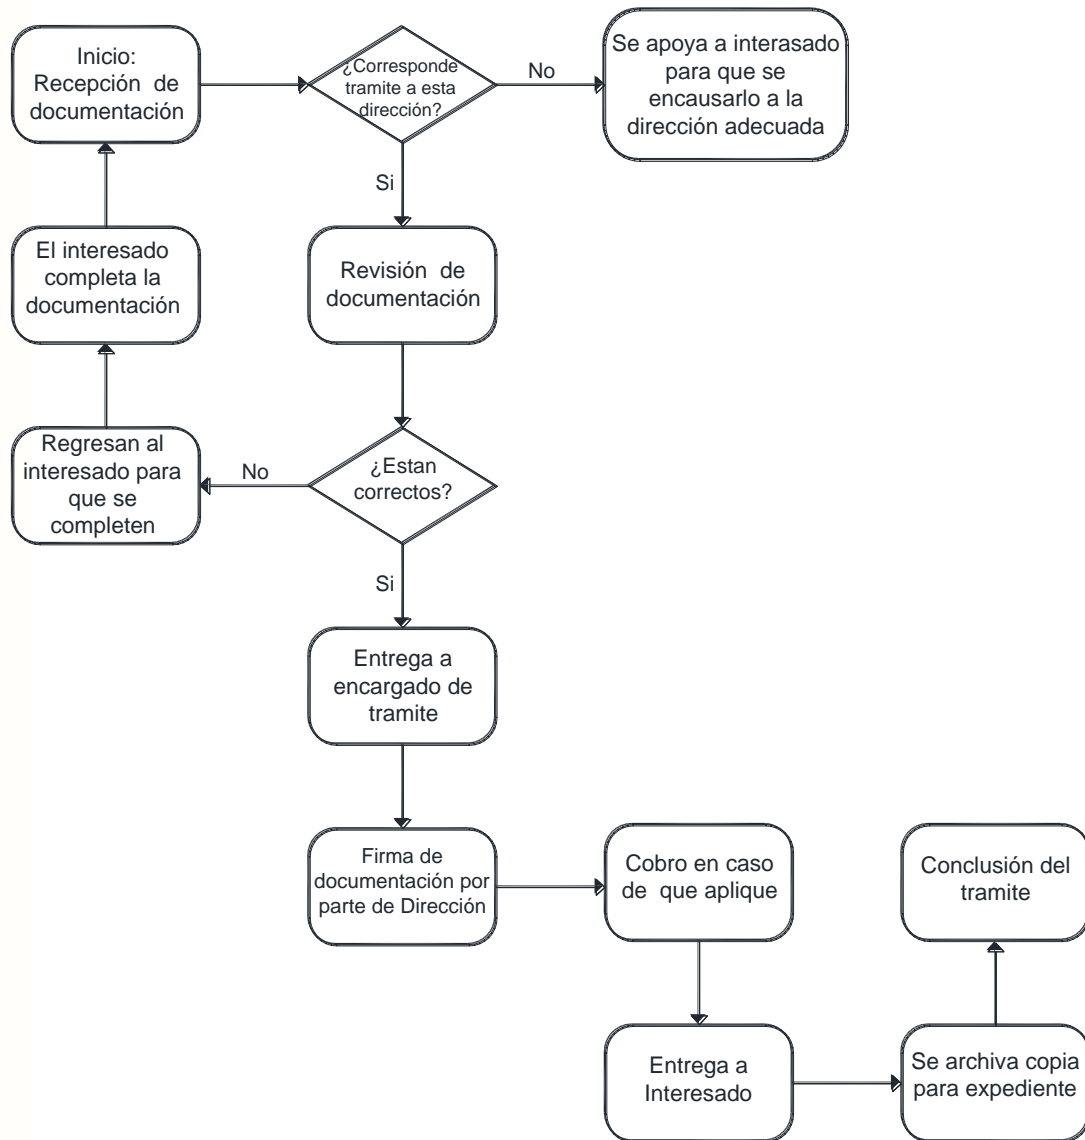 Inicio:
Recepción de
documentación
¿Corresponde
tramite a esta
dirección?
No
Se apoya a interasado
para que se
encausarlo a la
dirección adecuada
Si
El interesado
completa la
documentación
Revisión de
documentación
Regresan al
interesado para
que se
completen
No
¿Estan
correctos?
Si
Entrega a
encargado de
tramite
Firma de
documentación por
parte de Dirección
Cobro en caso
de que aplique
Conclusión del
tramite
Entrega a
Interesado
Se archiva copia
para expediente